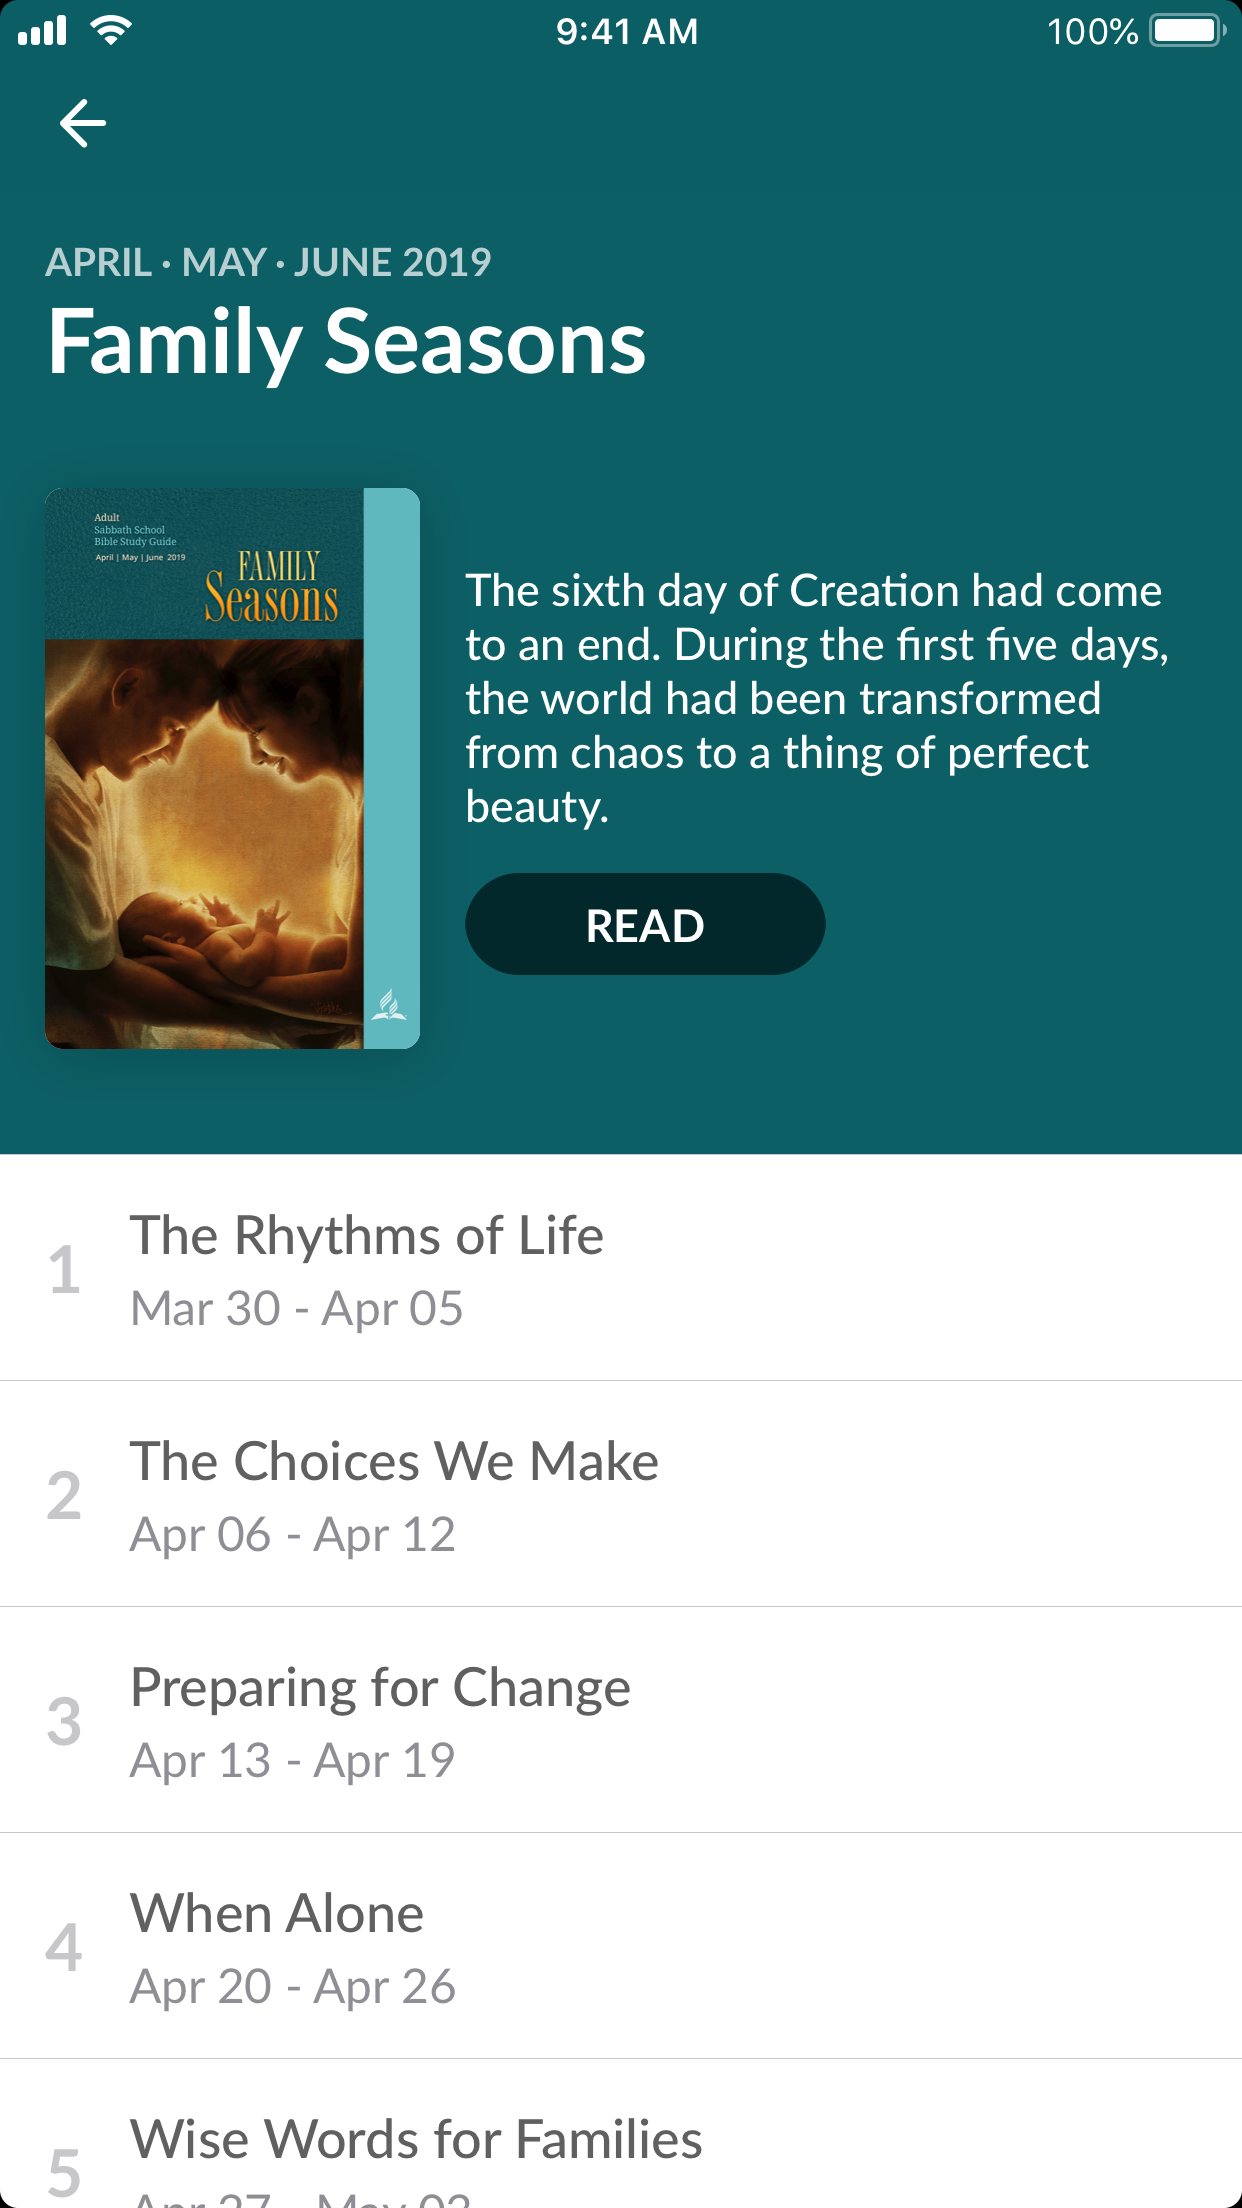 9:41 AM
100%
APRIL · MAY · JUNE 2019
Family Seasons
Adult
Sabbath School
Bible Study Guide
April | May | June 2019
FAMILY
Seasons
The sixth day of Creation had come
to an end. During the first five days,
the world had been transformed
from chaos to a thing of perfect
beauty.
READ
1
The Rhythms of Life
Mar 30 - Apr 05
2
The Choices We Make
Apr 06 - Apr 12
3
Preparing for Change
Apr 13 - Apr 19
4
When Alone
Apr 20 - Apr 26
5
Wise Words for Families
Apr 27 - May 03